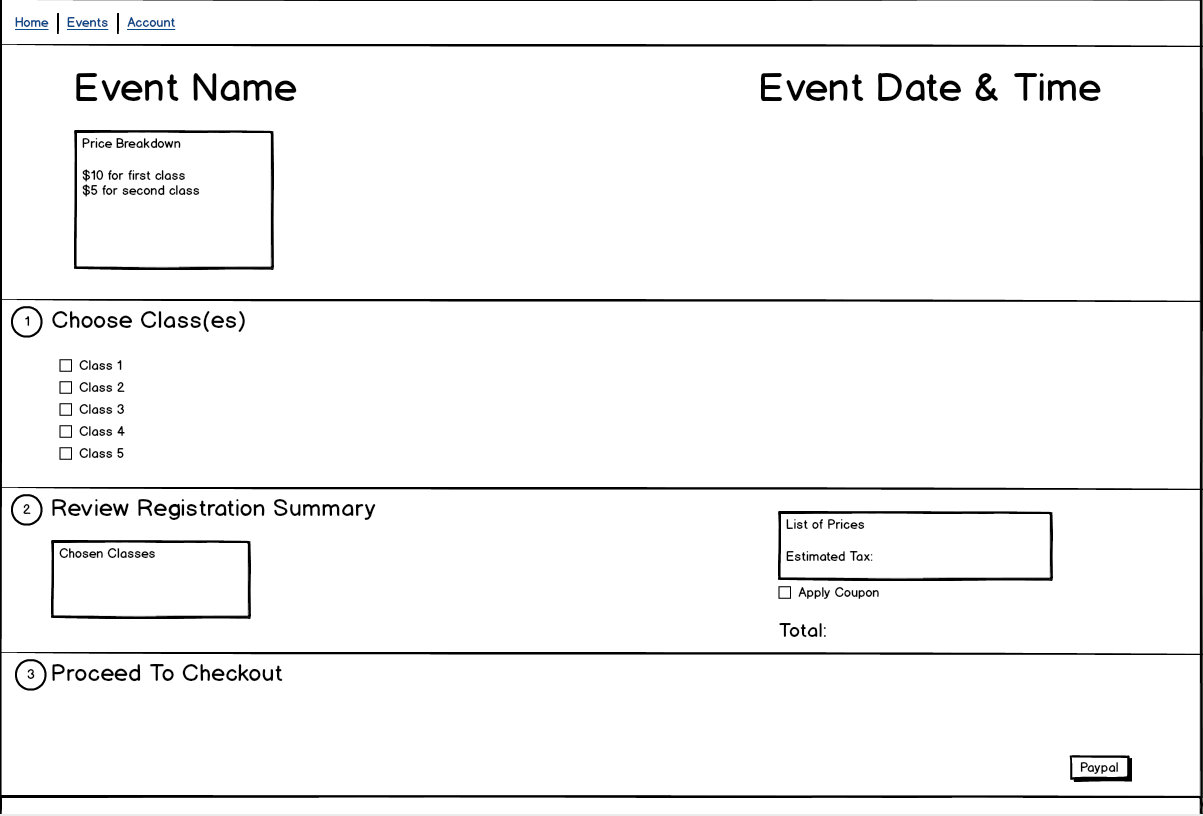 Home Events Account
Event Name
Event Date & Time
Price Breakdown
$10 for first class
$5 for second class
1 Choose Class(es)
Class 1
Class 2
Class 3
Class 4
Class 5
2 Review Registration Summary
Chosen Classes
List of Prices
Estimated Tax:
Apply Coupon
Total:
3 Proceed To Checkout
Paypal